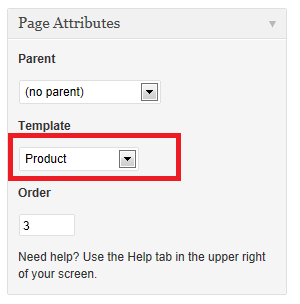 Page Attributes
Parent
(no parent)
Template
Product
Order
3
Need help? Use the Help tab in the upper right
of your screen.